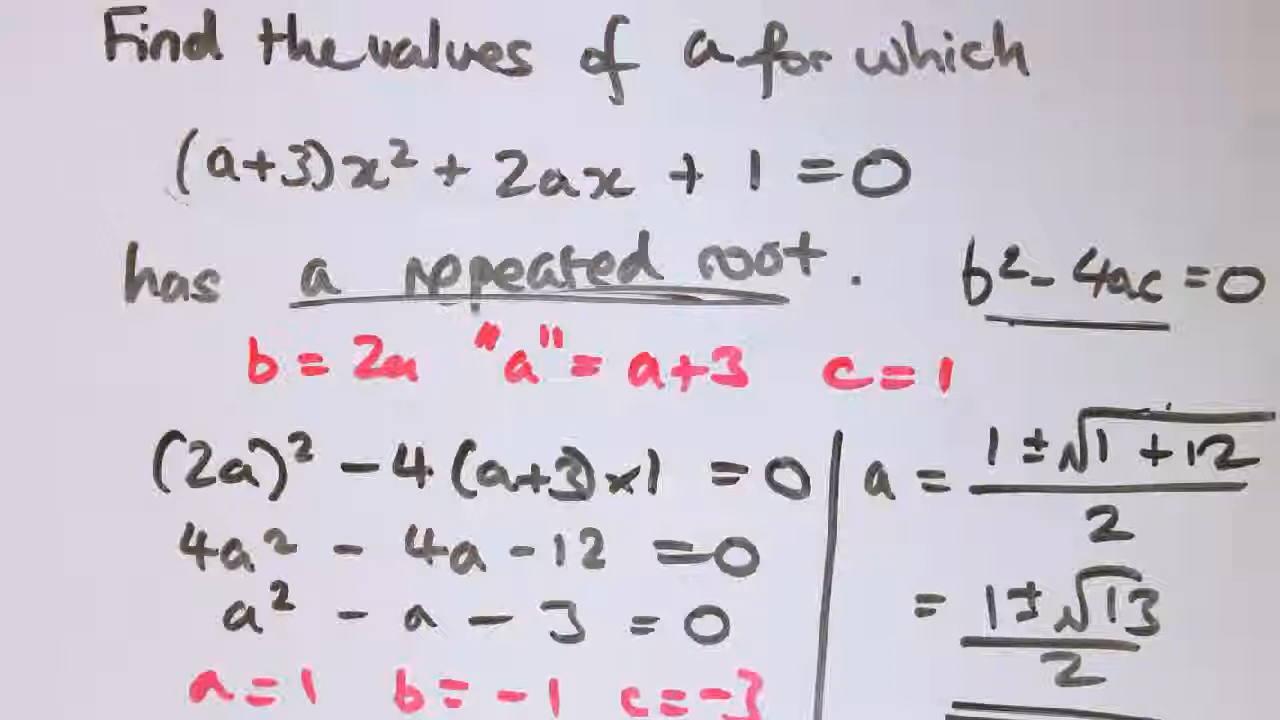 Find the values of a for which
(a+3)x² + 2ax + 1 = 0
has a repeated root.
b² - 4ac = 0
b = 2a "a" = a+3 c = 1
(2a)² - 4(a+3)×1 = 0
4a² - 4a - 12 = 0
a² - a - 3 = 0
a = 1 b = -1 c = -3
a = (1 ± √(1 + 12))/2
= (1 ± √13)/2